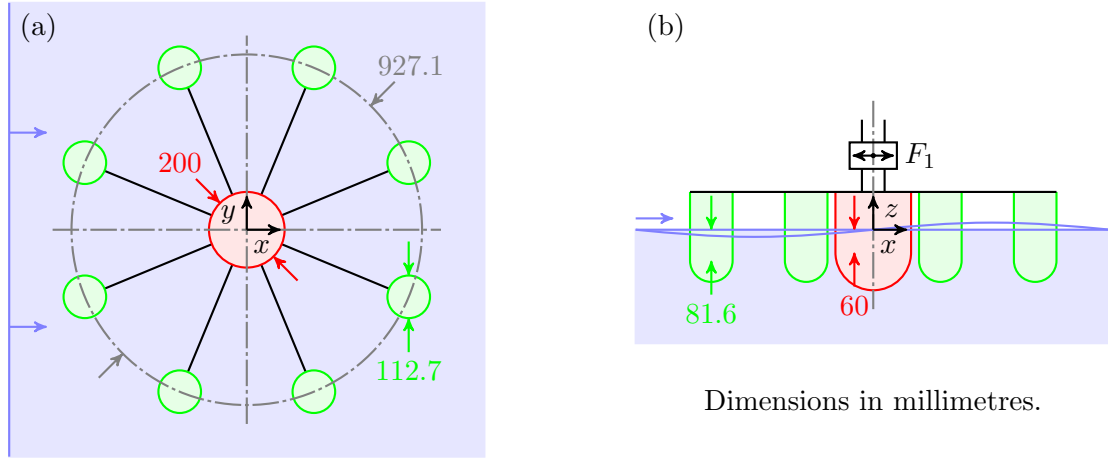 (a)
927.1
200
y
x
112.7
(b)
F1
z
x
81.6
60
Dimensions in millimetres.